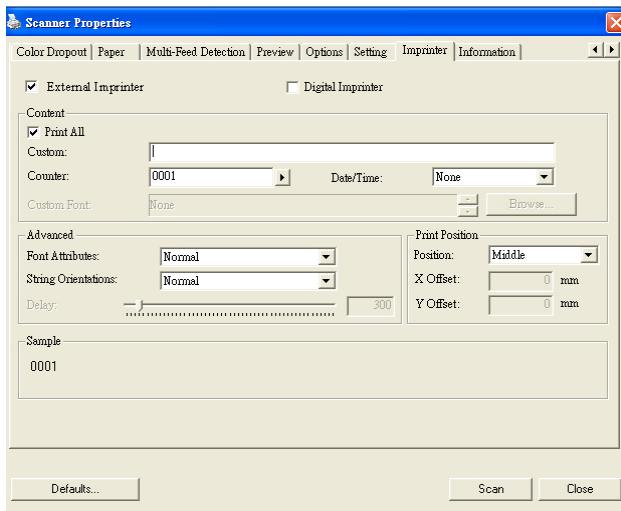 Scanner Properties
Color Dropout Paper Multi-Feed Detection Preview Options Setting Imprinter Information
External Imprinter Digital Imprinter
Content
Print All
Custom:
Counter: 0001 Date/Time: None
Custom Font: None Browse...
Advanced Print Position
Font Attributes: Normal Position: Middle
String Orientations: Normal X Offset: 0 mm
Delay: 300 Y Offset: 0 mm
Sample
0001
Defaults... Scan Close